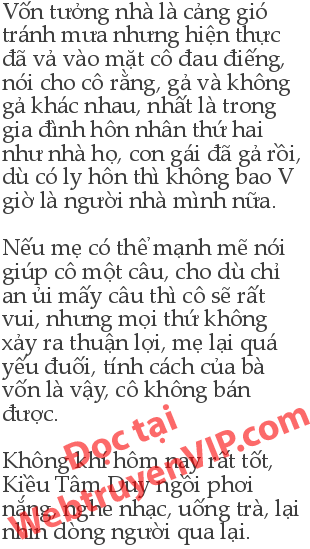 Vốn tưởng nhà là cảng gió
tránh mưa nhưng hiện thực
đã vả vào mặt cô đau điếng,
nói cho cô rằng, gả và không
gả khác nhau, nhất là trong
gia đình hôn nhân thứ hai
như nhà họ, con gái đã gả rồi,
dù có ly hôn thì không bao V
giờ là người nhà mình nữa.

Nếu mẹ có thể mạnh mẽ nói
giúp cô một câu, cho dù chỉ
an ủi mấy câu thì cô sẽ rất
vui, nhưng mọi thứ không
xảy ra thuận lợi, mẹ lại quá
yếu đuối, tính cách của bà
vốn là vậy, cô không bán
được.

Không khí hôm nay rất tốt,
Kiều Tâm Duy ngồi phơi
nắng, nghe nhạc, uống trà, lại
nhìn dòng người qua lại.
Đọc tại
WebtruyenVIP.com